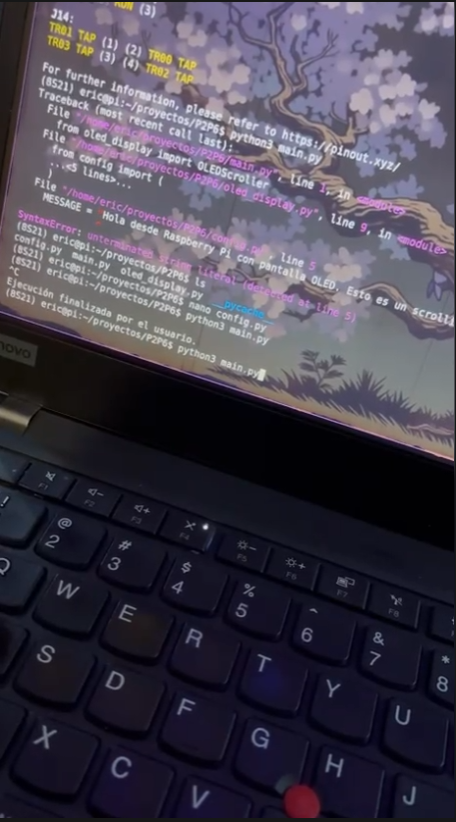 RUN (3)
J14:
TR01 TAP (1) (2) TR00 TAP
TR03 TAP (3) (4) TR02 TAP
For further information, please refer to https://pinout.xyz/
(8521) eric@pi:~/proyectos/P2P6$ python3 main.py
Traceback (most recent call last):
File "/home/eric/proyectos/P2P6/main.py", line 1, in <module>
from oled_display import OLEDScroller
File "/home/eric/proyectos/P2P6/oled_display.py", line 9, in <module>
from config import (
...<5 lines>...
)
File "/home/eric/proyectos/P2P6/config.py", line 5
MESSAGE = "Hola desde Raspberry Pi con pantalla OLED. Esto es un scrolli
SyntaxError: unterminated string literal (detected at line 5)
(8521) eric@pi:~/proyectos/P2P6$ ls
config.py main.py oled_display.py __pycache__
(8521) eric@pi:~/proyectos/P2P6$ nano config.py
(8521) eric@pi:~/proyectos/P2P6$ python3 main.py
^C
Ejecución finalizada por el usuario.
(8521) eric@pi:~/proyectos/P2P6$ python3 main.py
novo
F1 F2 F3 F4 F5 F6 F7 F8
! @ # $ % ^ & *
2 3 4 5 6 7 8
Q W E R T Y U
S D F G H J
X C V